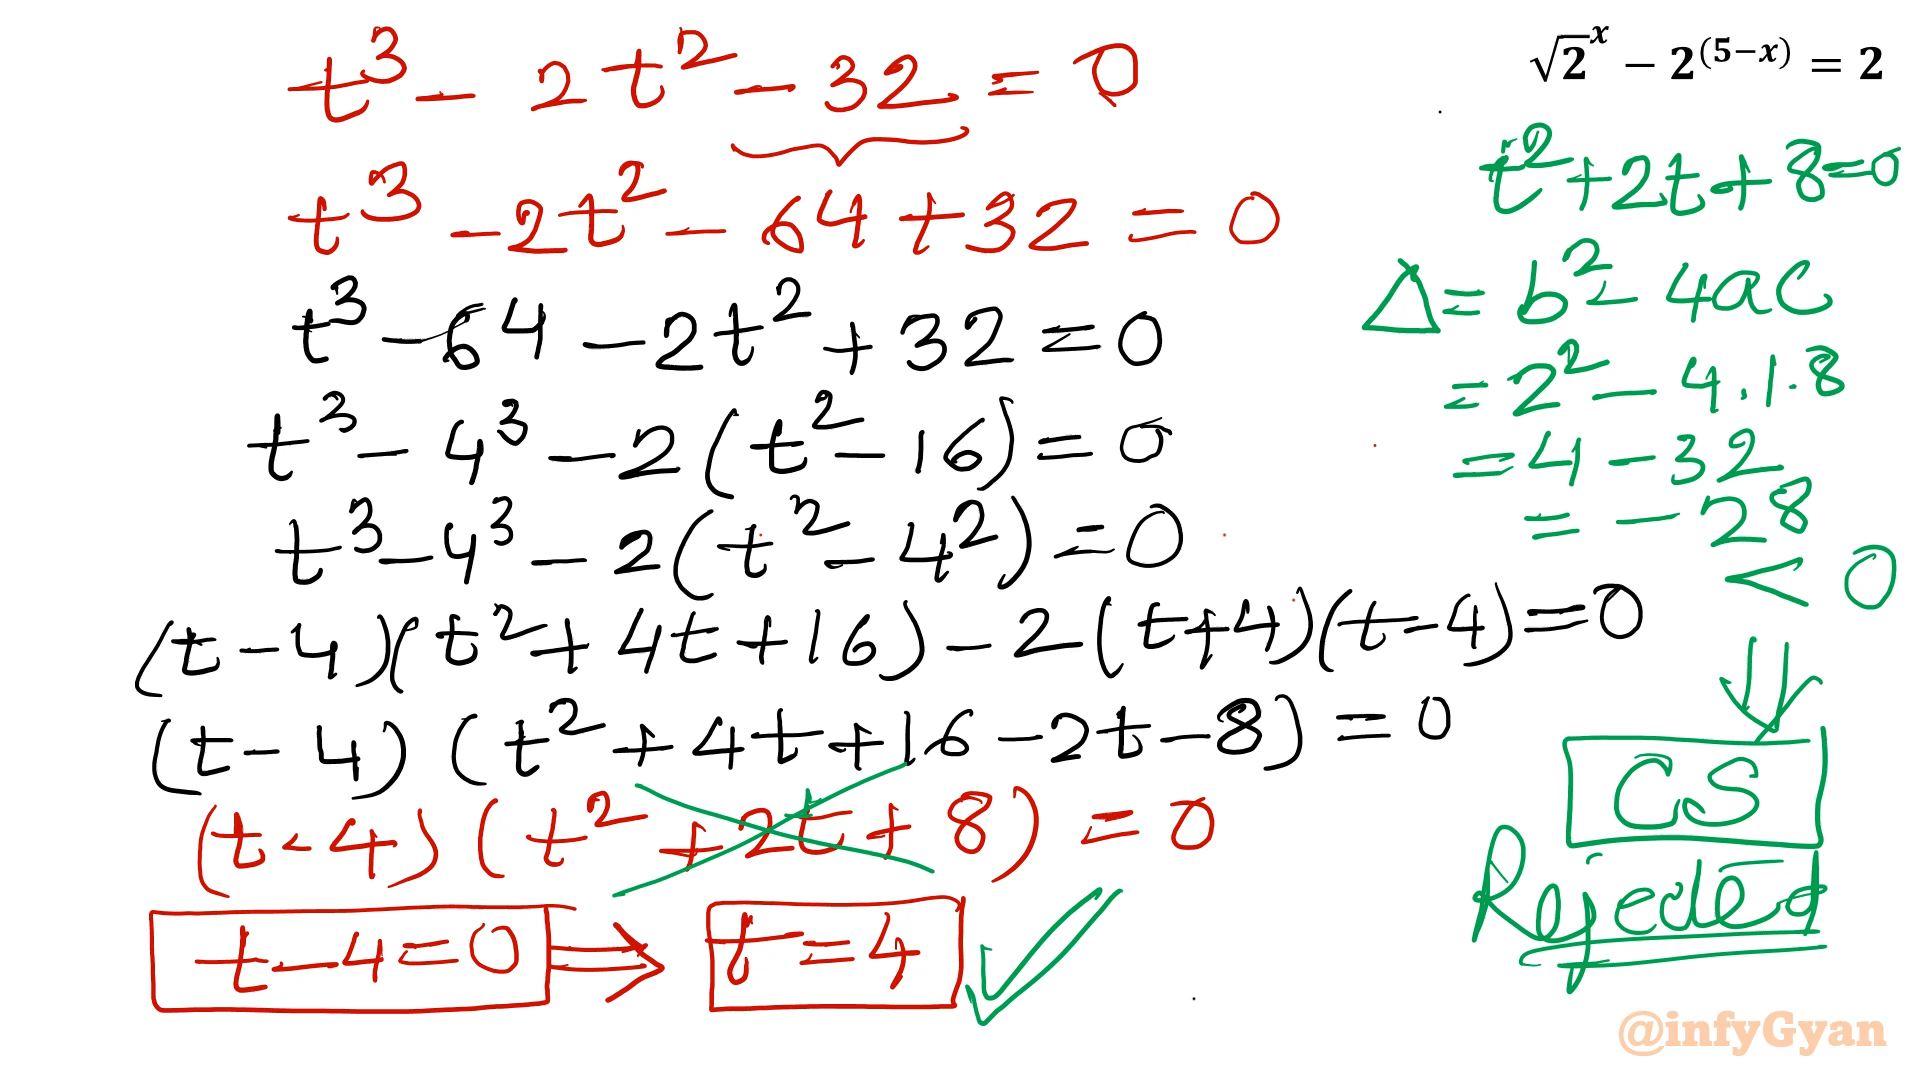 t³ - 2t² - 32 = 0
t³ - 2t² - 64 + 32 = 0
t³ - 64 - 2t² + 32 = 0
t³ - 4³ - 2(t² - 16) = 0
t³ - 4³ - 2(t² - 4²) = 0
(t - 4)(t² + 4t + 16) - 2(t+4)(t-4) = 0
(t - 4)(t² + 4t + 16 - 2t - 8) = 0
(t - 4)(t² + 2t + 8) = 0
t - 4 = 0 ⇒ t = 4 ✓
√2ˣ − 2⁽⁵⁻ˣ⁾ = 2
t² + 2t + 8 = 0
Δ = b² - 4ac
= 2² - 4.1.8
= 4 - 32
= - 28
< 0
⇓
CS
Rejected
@infyGyan